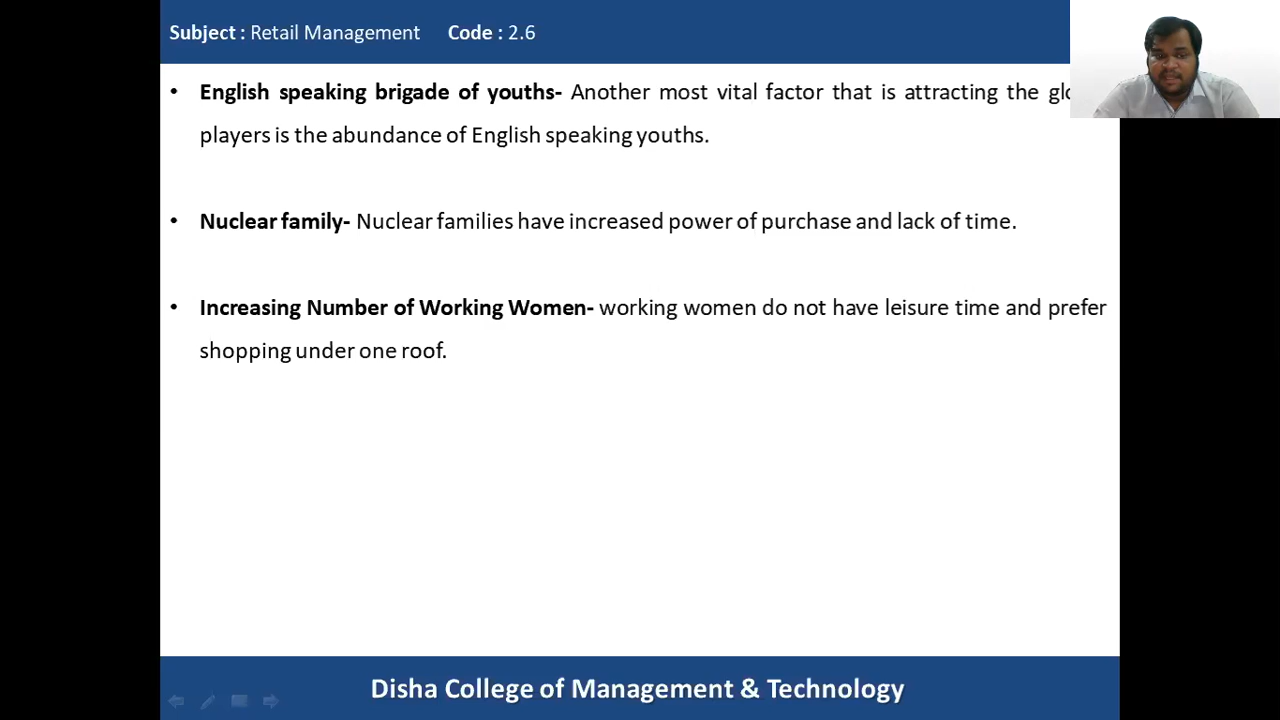 Subject : Retail Management Code : 2.6
• English speaking brigade of youths- Another most vital factor that is attracting the
players is the abundance of English speaking youths.
• Nuclear family- Nuclear families have increased power of purchase and lack of time.
• Increasing Number of Working Women- working women do not have leisure time and prefer
shopping under one roof.
Disha College of Management & Technology